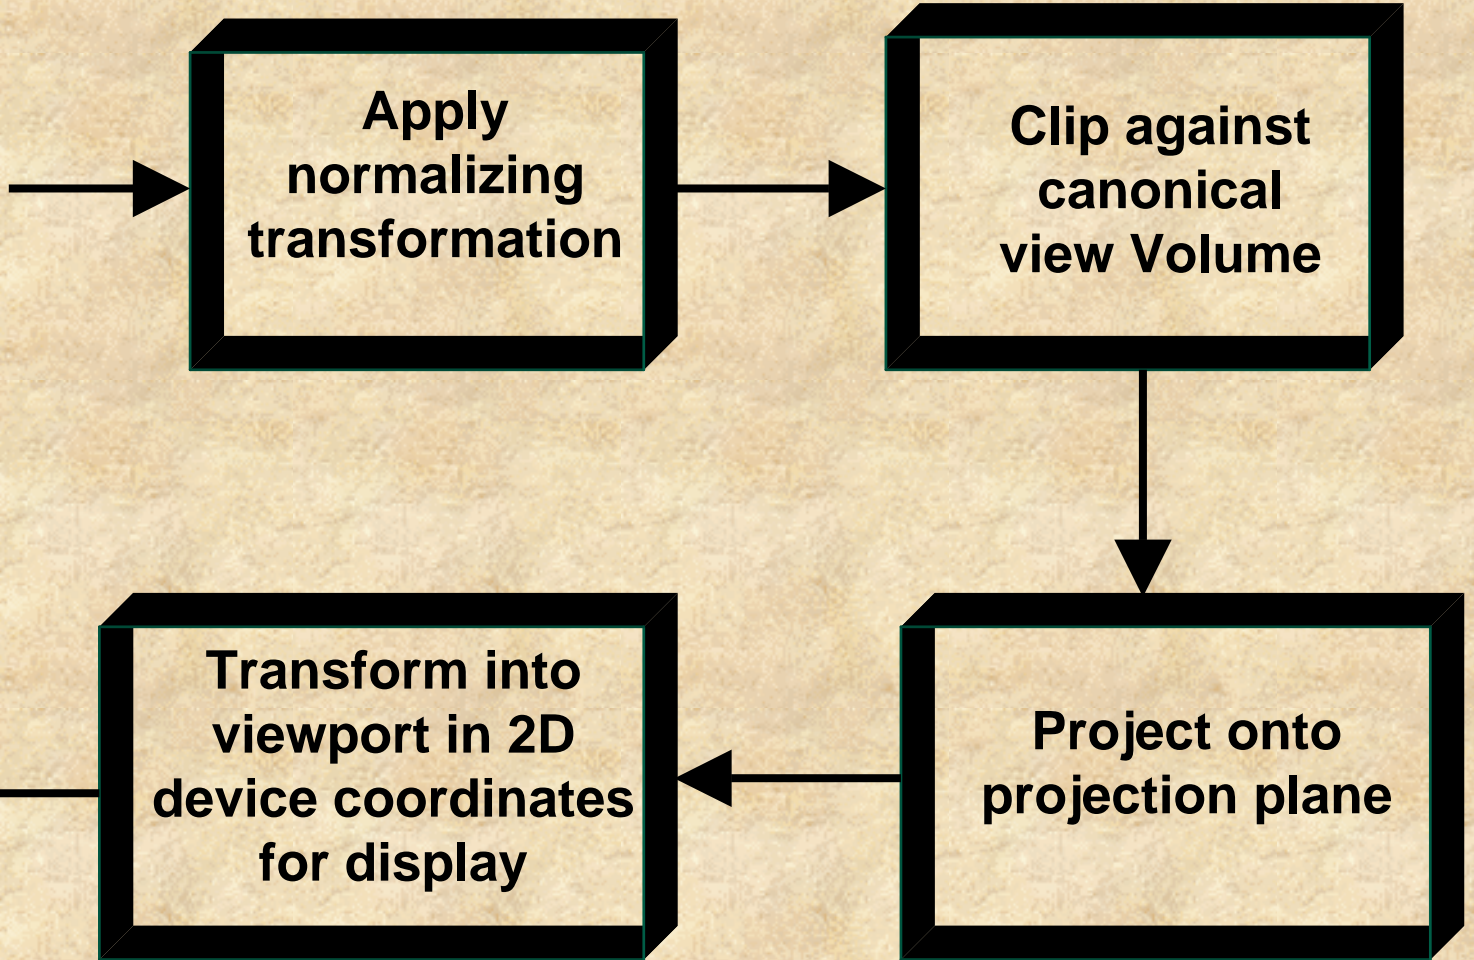 Apply
normalizing
transformation
Clip against
canonical
view Volume
Project onto
projection plane
Transform into
viewport in 2D
device coordinates
for display